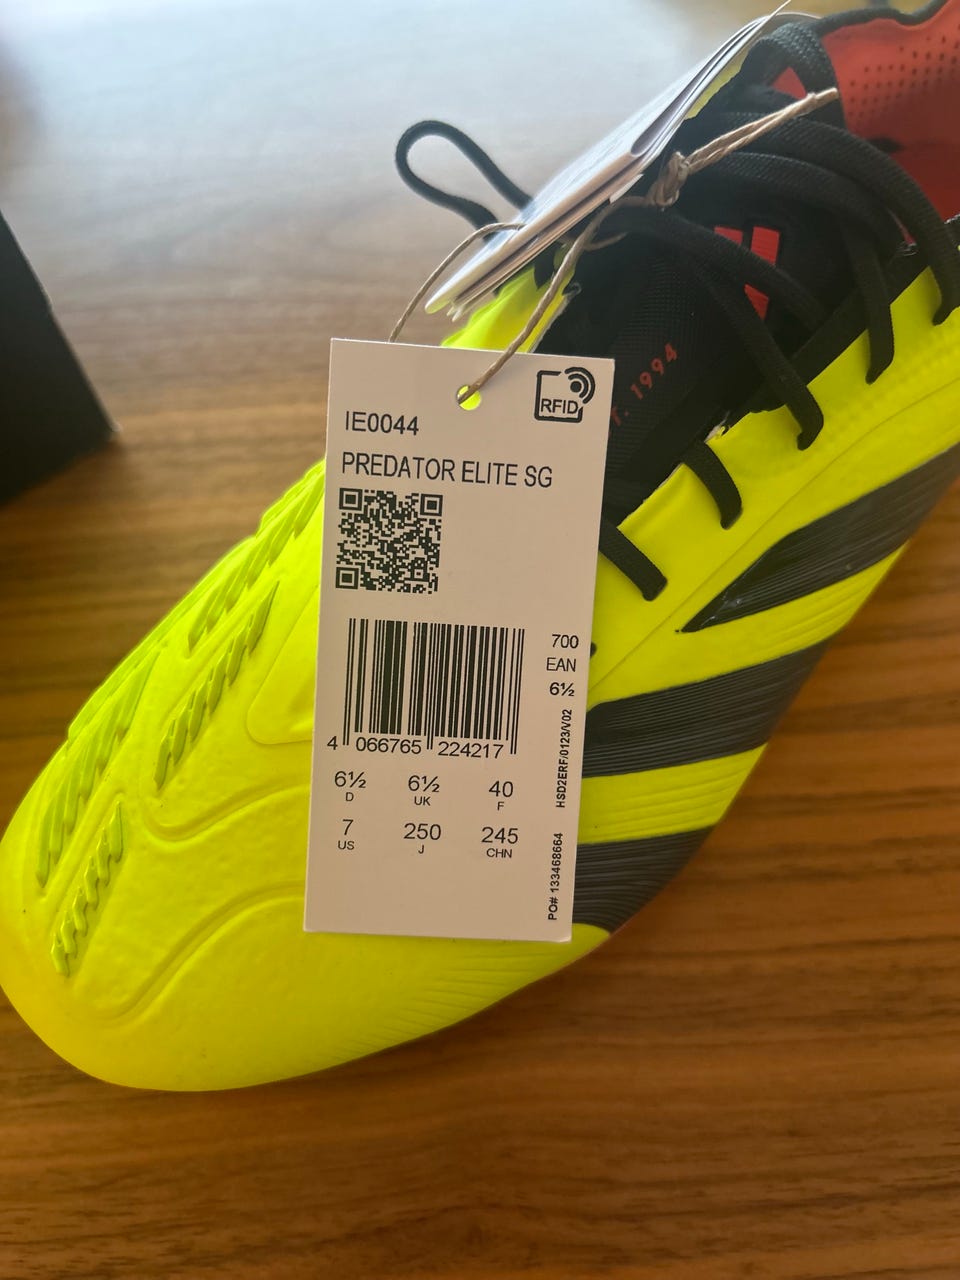 RFID
IE0044
PREDATOR ELITE SG
700
EAN
6½
4 066765 224217
6½ D 6½ UK 40 F
7 US 250 J 245 CHN
HSD2ERF/0123/V02
PO# 133468664
T. 1994